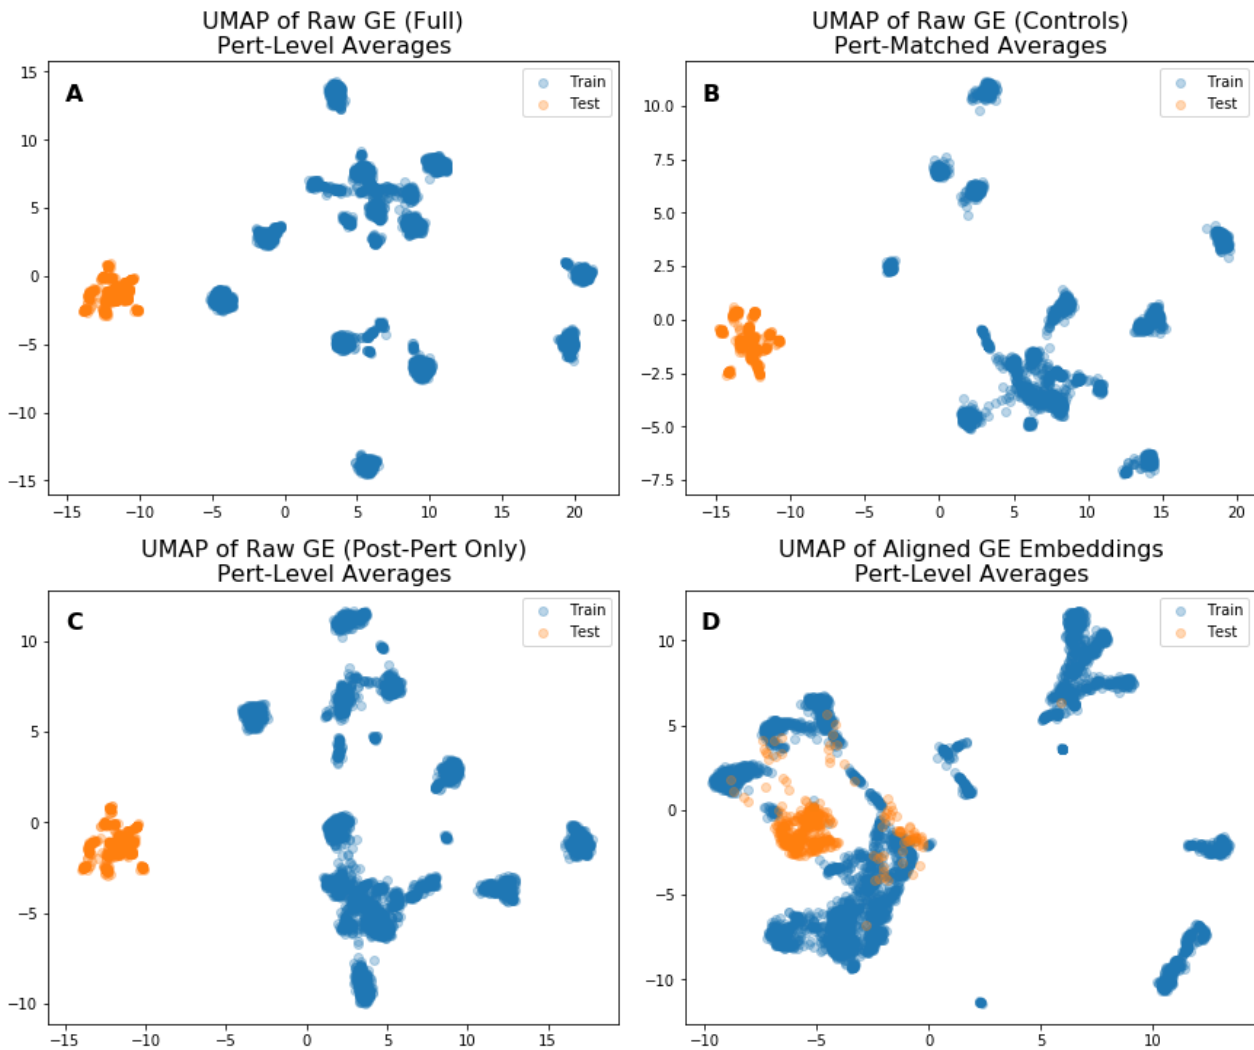 UMAP of Raw GE (Full)
Pert-Level Averages
A
Train
Test
15
10
5
0
−5
−10
−15
−15 −10 −5 0 5 10 15 20
UMAP of Raw GE (Controls)
Pert-Matched Averages
B
Train
Test
10.0
7.5
5.0
2.5
0.0
−2.5
−5.0
−7.5
−15 −10 −5 0 5 10 15 20
UMAP of Raw GE (Post-Pert Only)
Pert-Level Averages
C
Train
Test
10
5
0
−5
−10
−15 −10 −5 0 5 10 15
UMAP of Aligned GE Embeddings
Pert-Level Averages
D
Train
Test
10
5
0
−5
−10
−10 −5 0 5 10